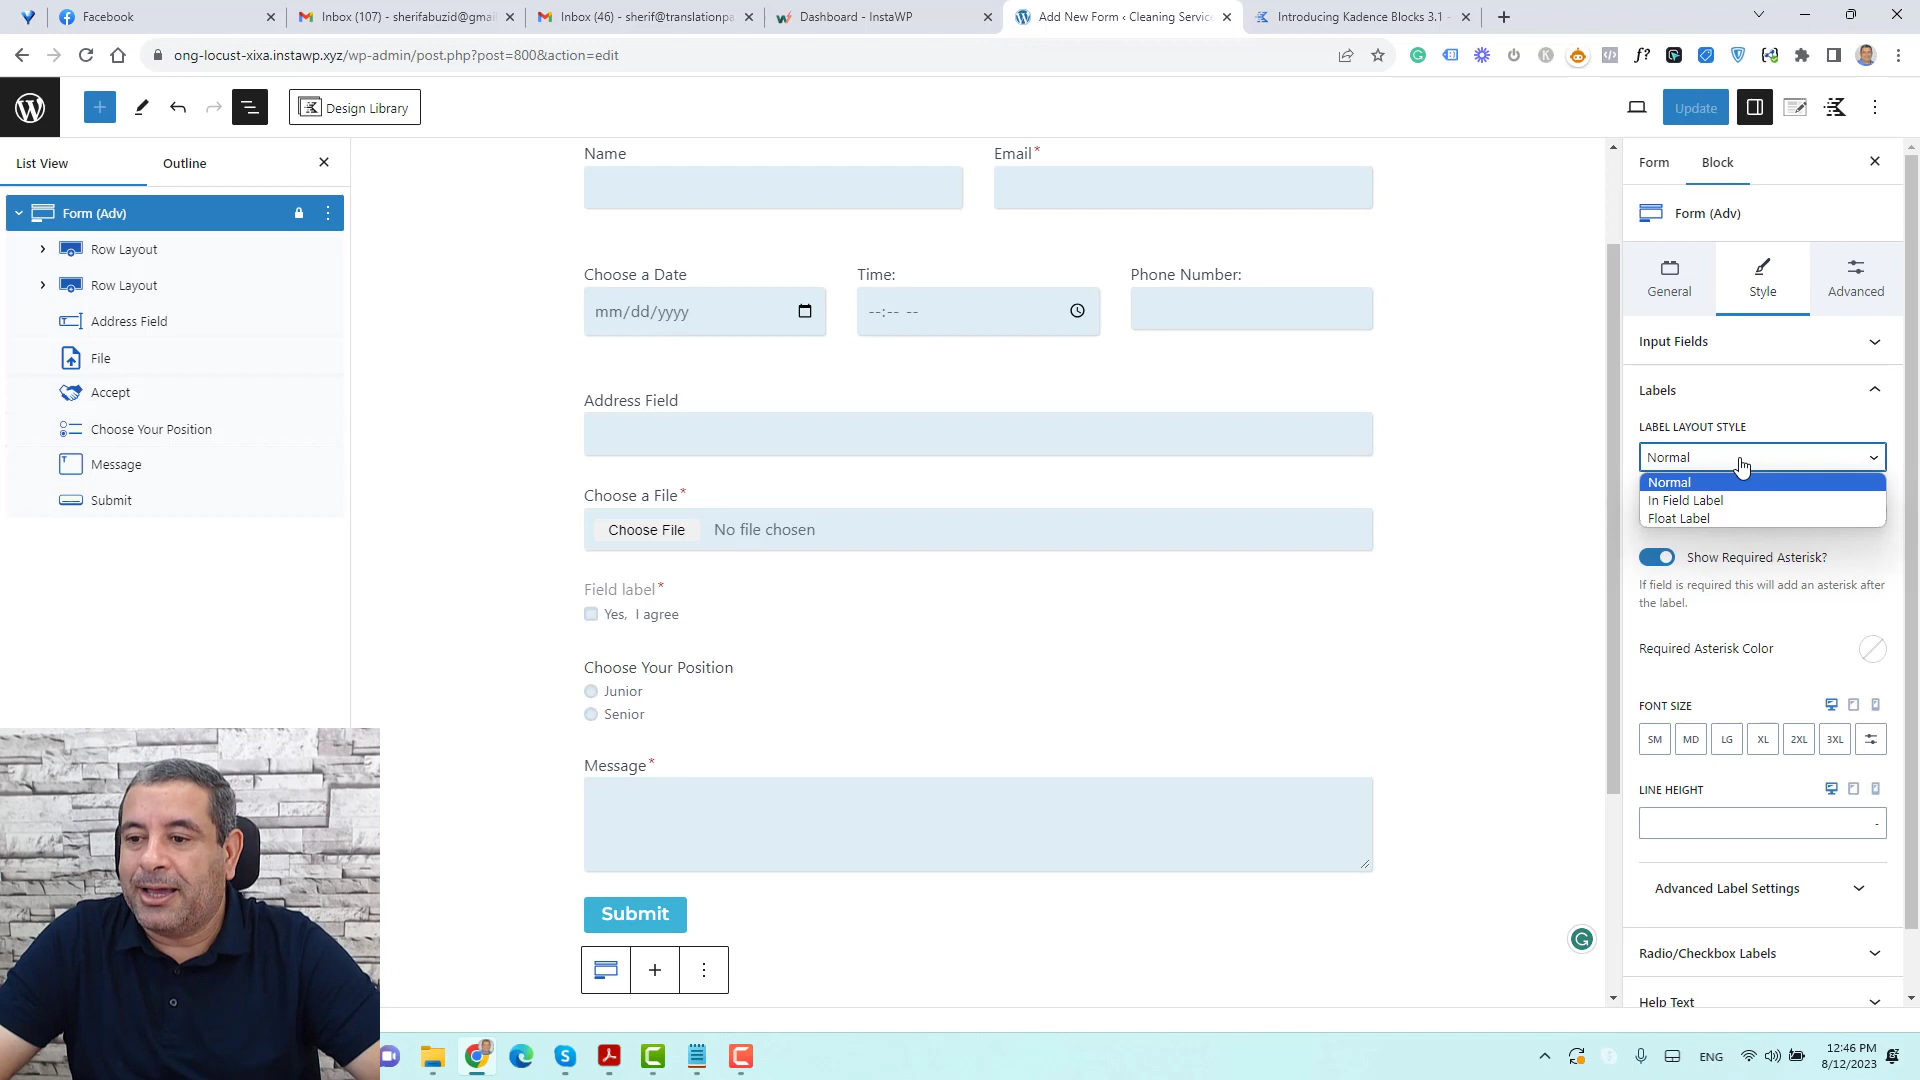 Facebook
Inbox (107) - sherifabuzid@gmai
Inbox (46) - sherif@translationpa
Dashboard - InstaWP
Add New Form ‹ Cleaning Service
Introducing Kadence Blocks 3.1 -
ong-locust-xixa.instawp.xyz/wp-admin/post.php?post=800&action=edit
Design Library
Update
List View
Outline
Form (Adv)
Row Layout
Row Layout
Address Field
File
Accept
Choose Your Position
Message
Submit
Name
Email*
Choose a Date
Time:
Phone Number:
mm/dd/yyyy
--:-- --
Address Field
Choose a File*
Choose File
No file chosen
Field label*
Yes, I agree
Choose Your Position
Junior
Senior
Message*
Submit
Form
Block
Form (Adv)
General
Style
Advanced
Input Fields
Labels
LABEL LAYOUT STYLE
Normal
Normal
In Field Label
Float Label
Show Required Asterisk?
If field is required this will add an asterisk after
the label.
Required Asterisk Color
FONT SIZE
SM
MD
LG
XL
2XL
3XL
LINE HEIGHT
-
Advanced Label Settings
Radio/Checkbox Labels
Help Text
ENG
12:46 PM
8/12/2023